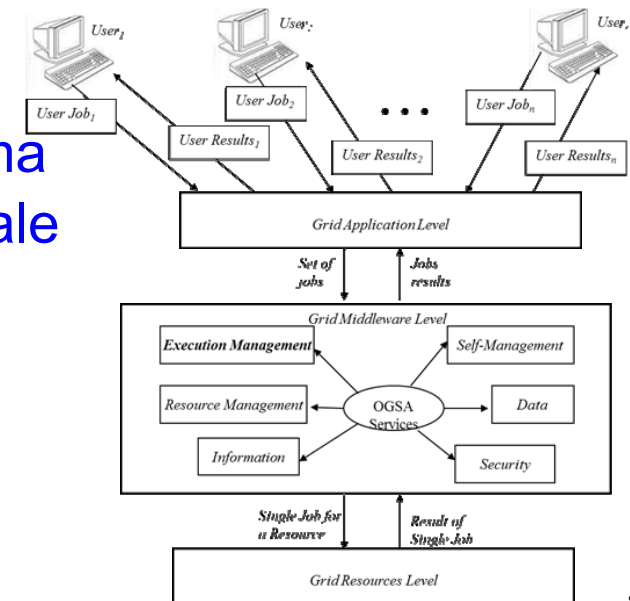 User1
User
User
User Job1
User Job2
User Jobn
...
User Results1
User Results2
User Resultsn
ma
ale
Grid Application Level
Set of
jobs
Jobs
results
Grid Middleware Level
Execution Management
Self-Management
Resource Management
OGSA
Services
Data
Information
Security
Single Job for
a Resource
Result of
Single Job
Grid Resources Level